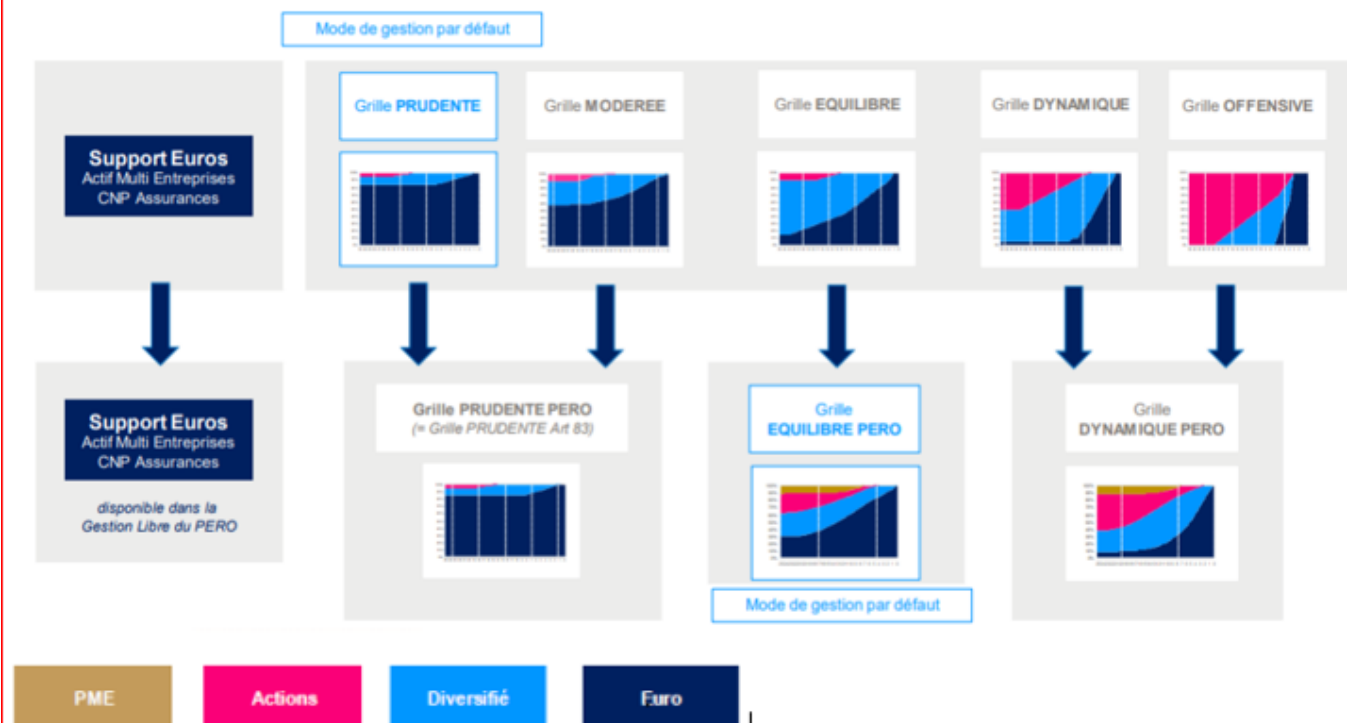 Mode de gestion par défaut
Support Euros
Actif Multi Entreprises
CNP Assurances
Grille PRUDENTE
Grille MODEREE
Grille EQUILIBRE
Grille DYNAMIQUE
Grille OFFENSIVE
Support Euros
Actif Multi Entreprises
CNP Assurances
disponible dans la
Gestion Libre du PERO
Grille PRUDENTE PERO
(= Grille PRUDENTE Art 83)
Grille
EQUILIBRE PERO
Grille
DYNAMIQUE PERO
Mode de gestion par défaut
PME
Actions
Diversifié
Euro